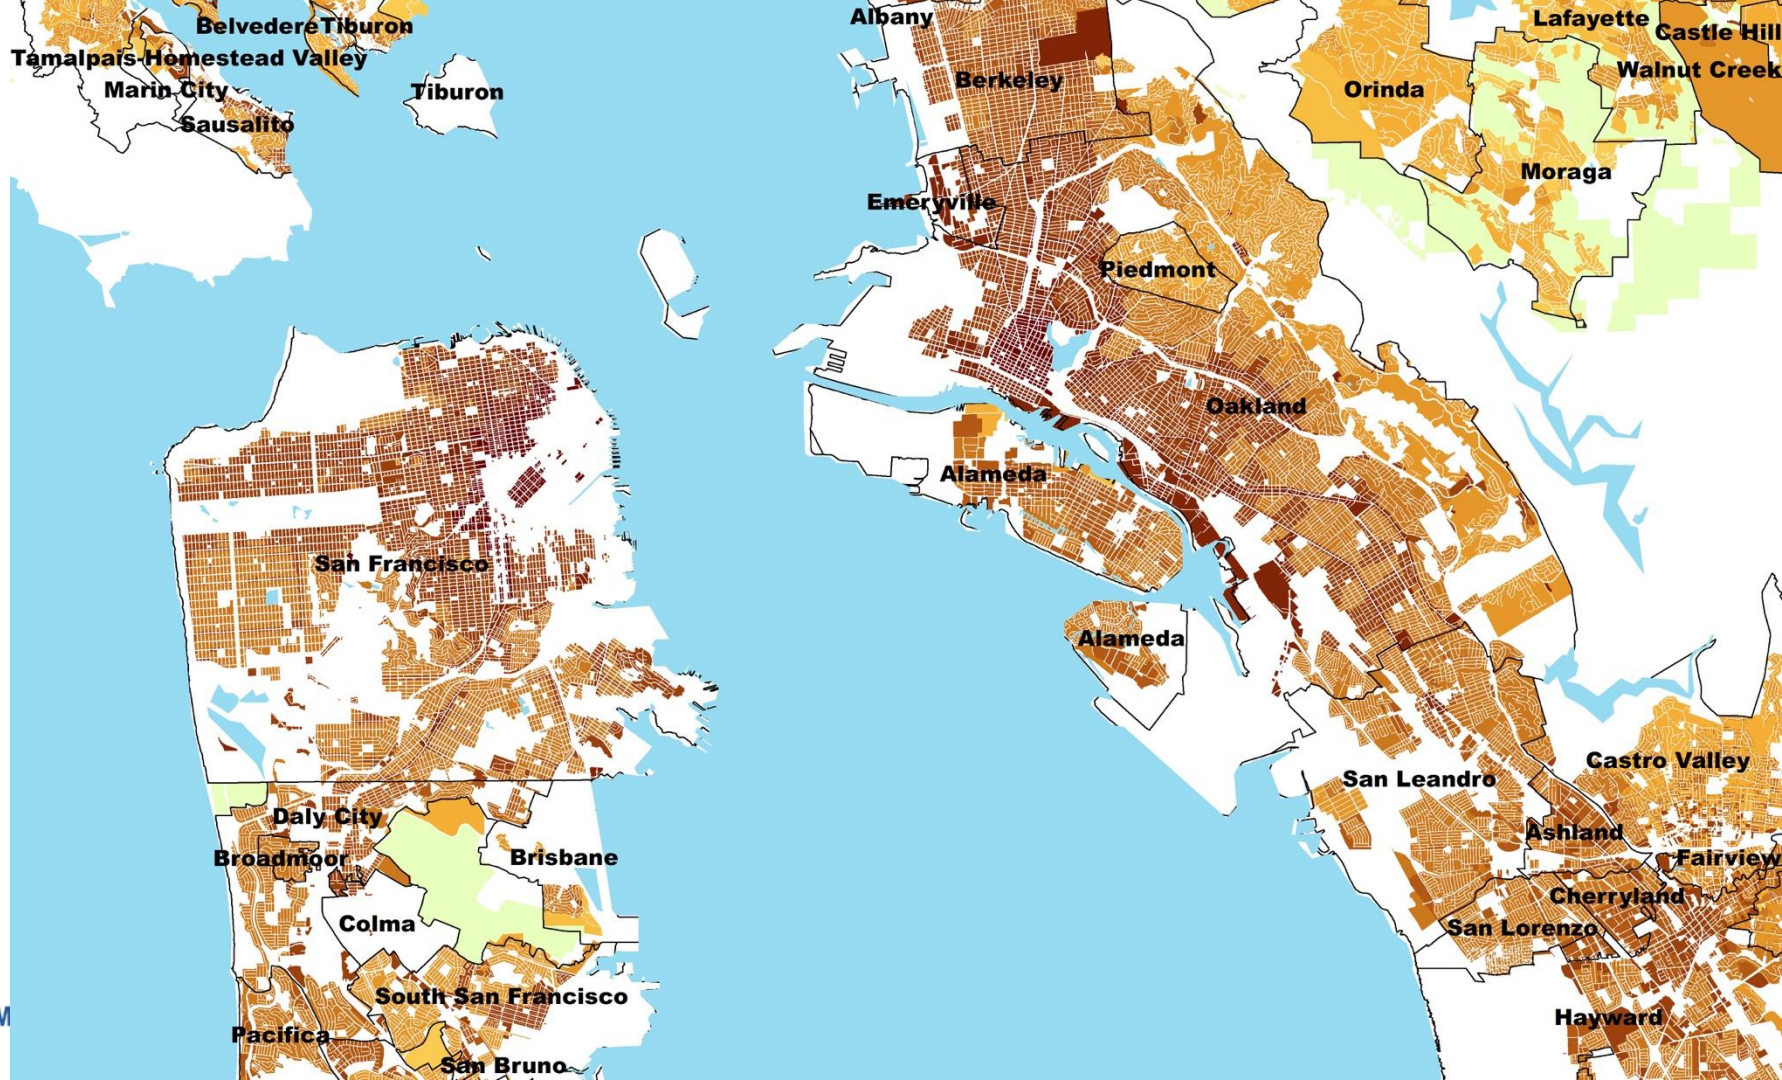 Albany
Lafayette
Belvedere
Tiburon
Castle Hill
Tamalpais-Homestead Valley
Walnut Creek
Berkeley
Marin City
Tiburon
Orinda
Sausalito
Moraga
Emeryville
Piedmont
Oakland
Alameda
San Francisco
Alameda
Castro Valley
San Leandro
Daly City
Ashland
Broadmoor
Brisbane
Fairview
Cherryland
Colma
San Lorenzo
South San Francisco
M
Hayward
Pacifica
San Bruno